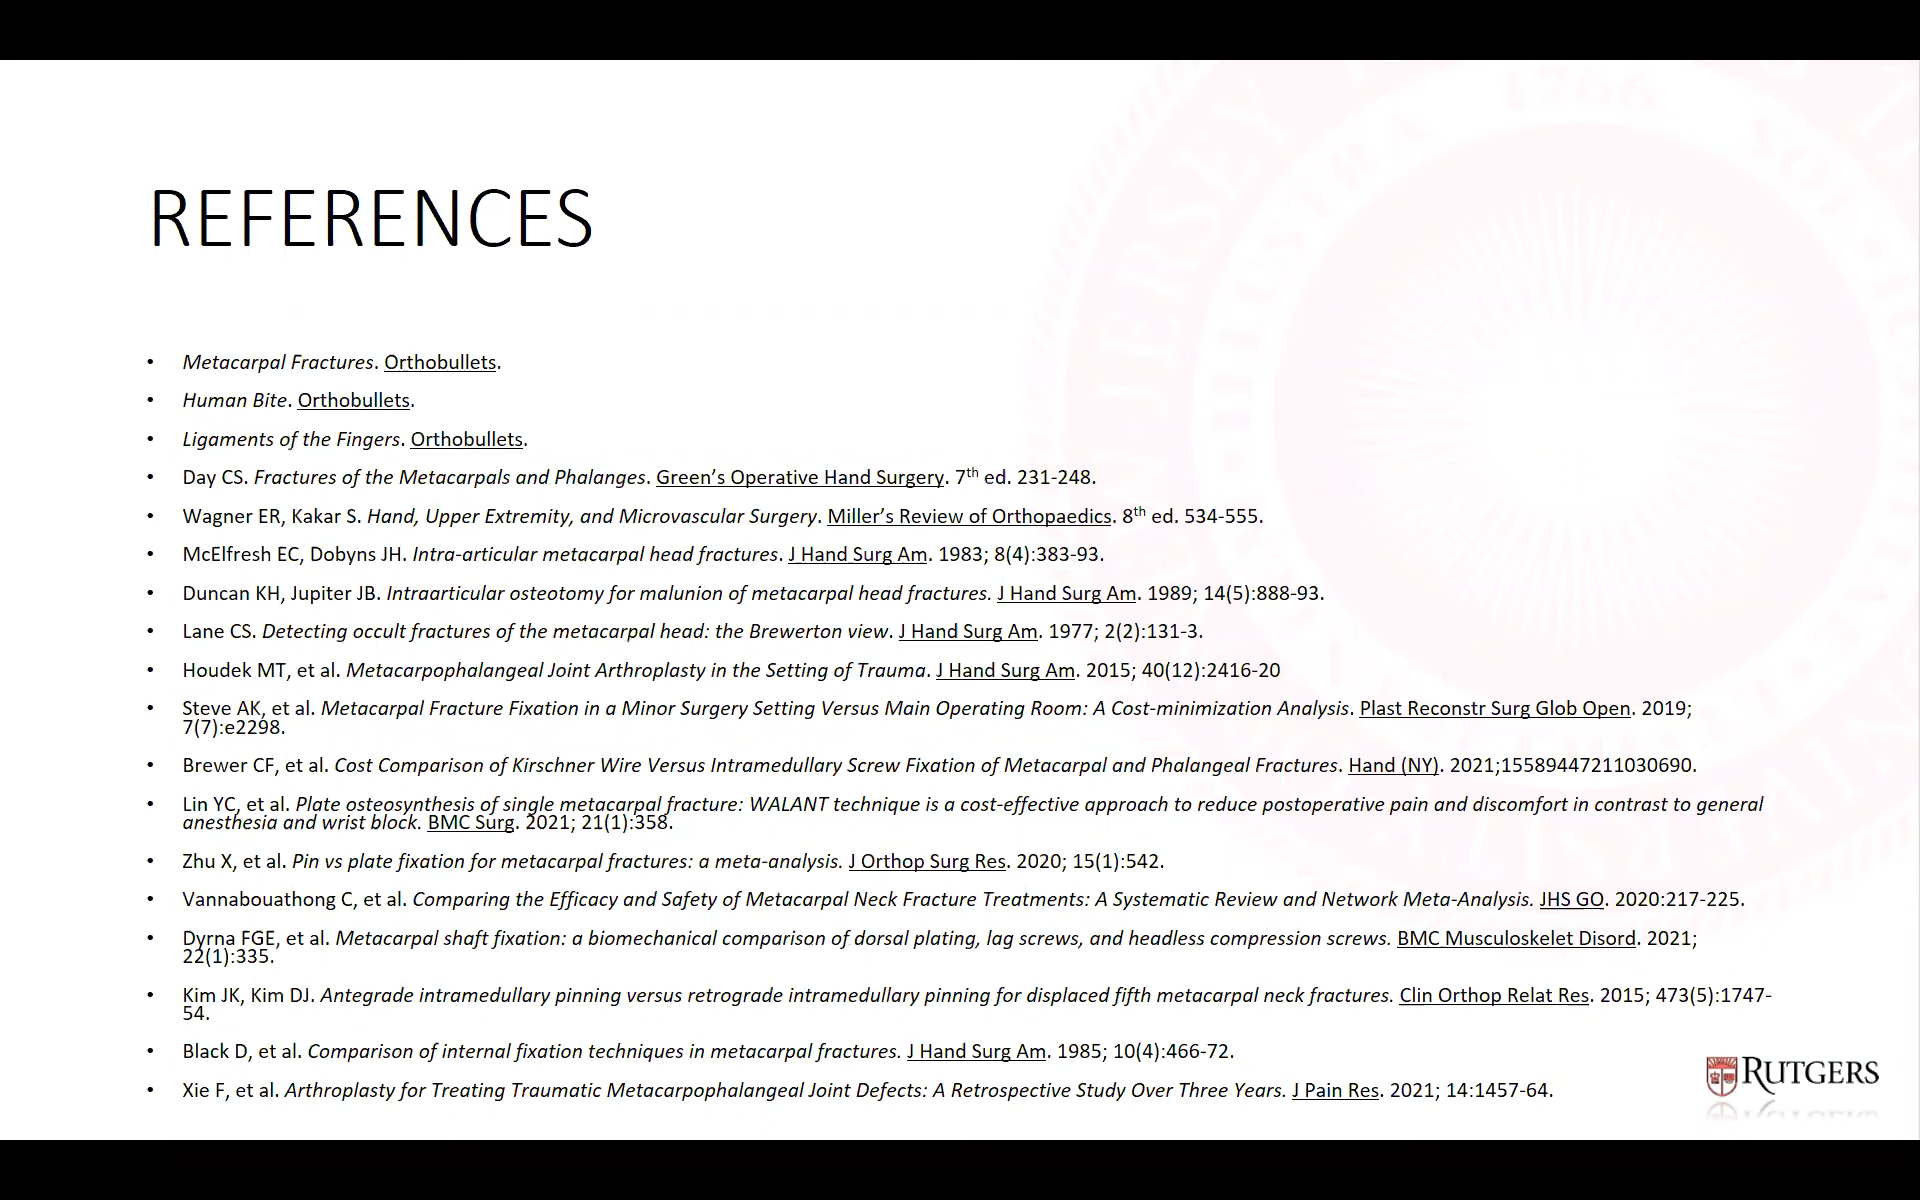 REFERENCES
• Metacarpal Fractures. Orthobullets.
• Human Bite. Orthobullets.
• Ligaments of the Fingers. Orthobullets.
• Day CS. Fractures of the Metacarpals and Phalanges. Green’s Operative Hand Surgery. 7th ed. 231-248.
• Wagner ER, Kakar S. Hand, Upper Extremity, and Microvascular Surgery. Miller’s Review of Orthopaedics. 8th ed. 534-555.
• McElfresh EC, Dobyns JH. Intra-articular metacarpal head fractures. J Hand Surg Am. 1983; 8(4):383-93.
• Duncan KH, Jupiter JB. Intraarticular osteotomy for malunion of metacarpal head fractures. J Hand Surg Am. 1989; 14(5):888-93.
• Lane CS. Detecting occult fractures of the metacarpal head: the Brewerton view. J Hand Surg Am. 1977; 2(2):131-3.
• Houdek MT, et al. Metacarpophalangeal Joint Arthroplasty in the Setting of Trauma. J Hand Surg Am. 2015; 40(12):2416-20
• Steve AK, et al. Metacarpal Fracture Fixation in a Minor Surgery Setting Versus Main Operating Room: A Cost-minimization Analysis. Plast Reconstr Surg Glob Open. 2019;
7(7):e2298.
• Brewer CF, et al. Cost Comparison of Kirschner Wire Versus Intramedullary Screw Fixation of Metacarpal and Phalangeal Fractures. Hand (NY). 2021;15589447211030690.
• Lin YC, et al. Plate osteosynthesis of single metacarpal fracture: WALANT technique is a cost-effective approach to reduce postoperative pain and discomfort in contrast to general
anesthesia and wrist block. BMC Surg. 2021; 21(1):358.
• Zhu X, et al. Pin vs plate fixation for metacarpal fractures: a meta-analysis. J Orthop Surg Res. 2020; 15(1):542.
• Vannabouathong C, et al. Comparing the Efficacy and Safety of Metacarpal Neck Fracture Treatments: A Systematic Review and Network Meta-Analysis. JHS GO. 2020:217-225.
• Dyrna FGE, et al. Metacarpal shaft fixation: a biomechanical comparison of dorsal plating, lag screws, and headless compression screws. BMC Musculoskelet Disord. 2021;
22(1):335.
• Kim JK, Kim DJ. Antegrade intramedullary pinning versus retrograde intramedullary pinning for displaced fifth metacarpal neck fractures. Clin Orthop Relat Res. 2015; 473(5):1747-
54.
• Black D, et al. Comparison of internal fixation techniques in metacarpal fractures. J Hand Surg Am. 1985; 10(4):466-72.
• Xie F, et al. Arthroplasty for Treating Traumatic Metacarpophalangeal Joint Defects: A Retrospective Study Over Three Years. J Pain Res. 2021; 14:1457-64.
RUTGERS
1766
JERSEY